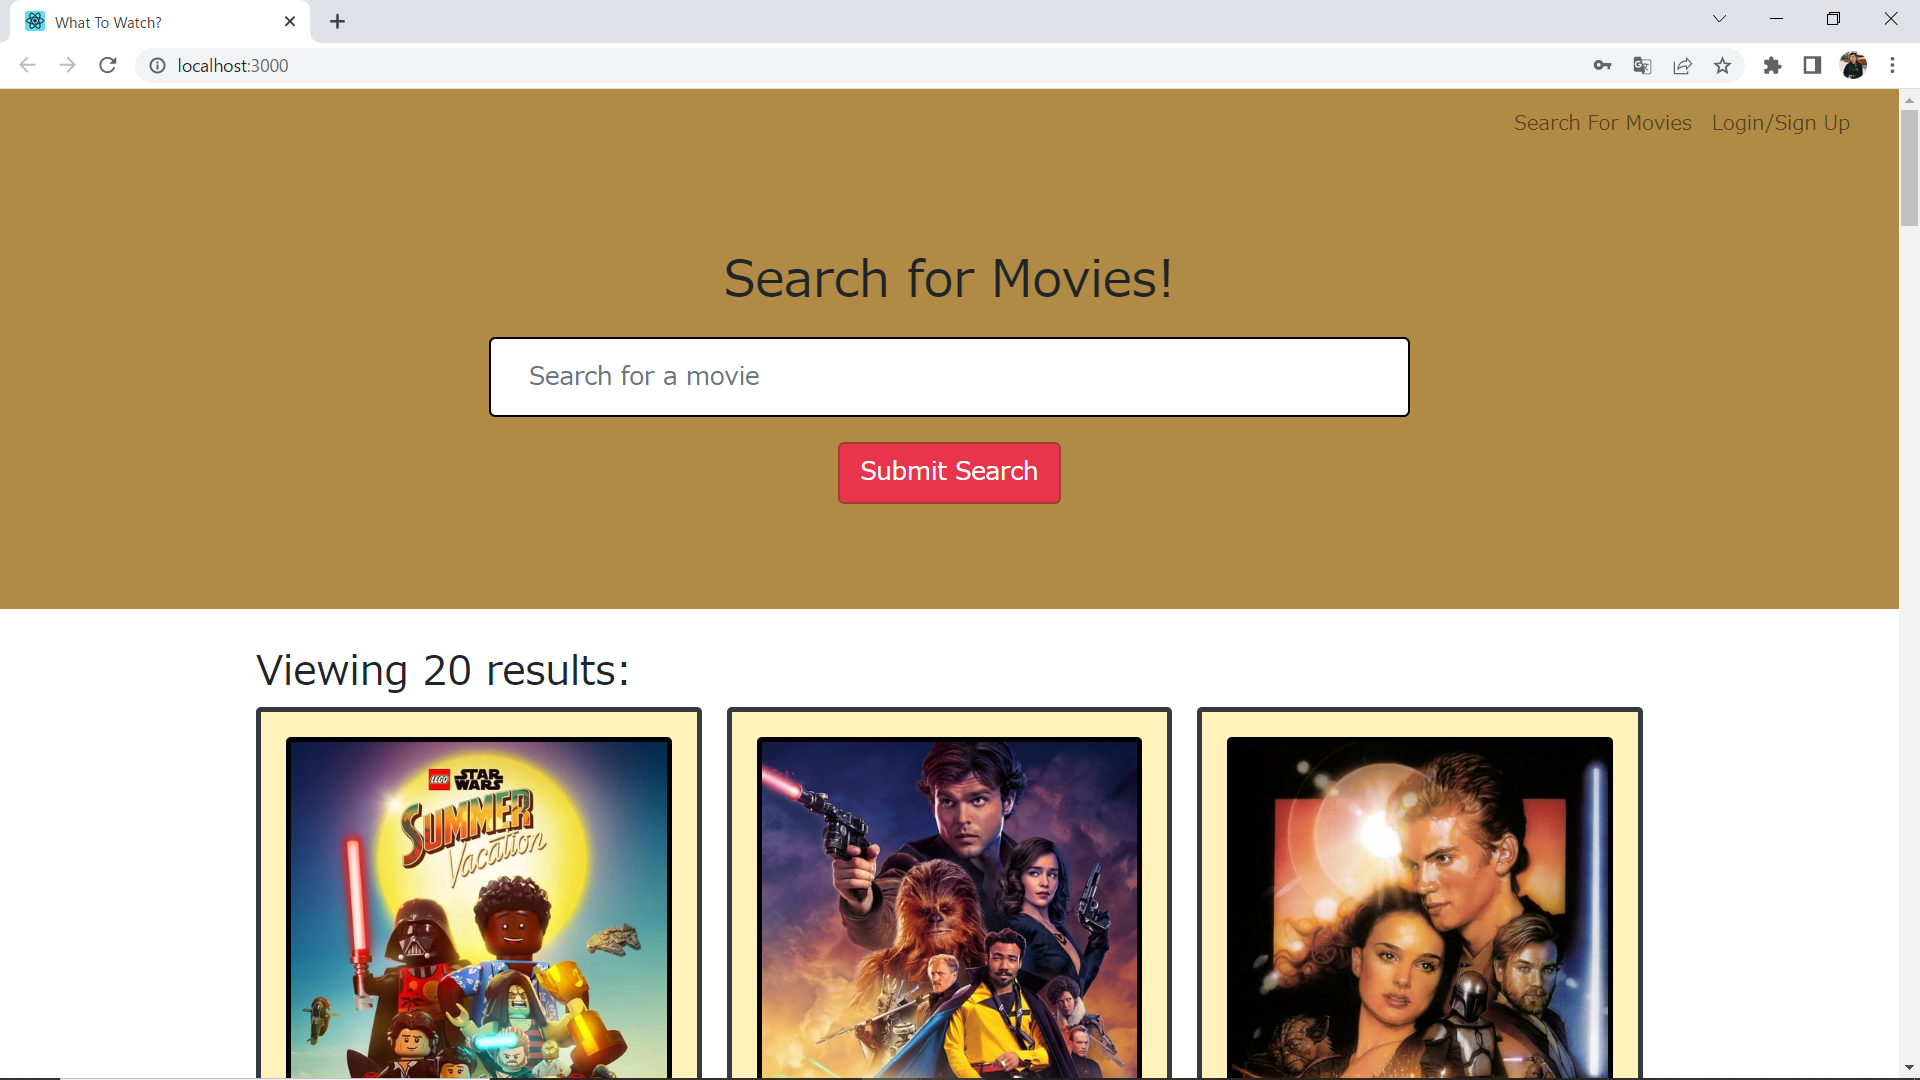 What To Watch?
localhost:3000
Search For Movies Login/Sign Up
Search for Movies!
Search for a movie
Submit Search
Viewing 20 results:
LEGO STAR WARS
SUMMER
Vacation